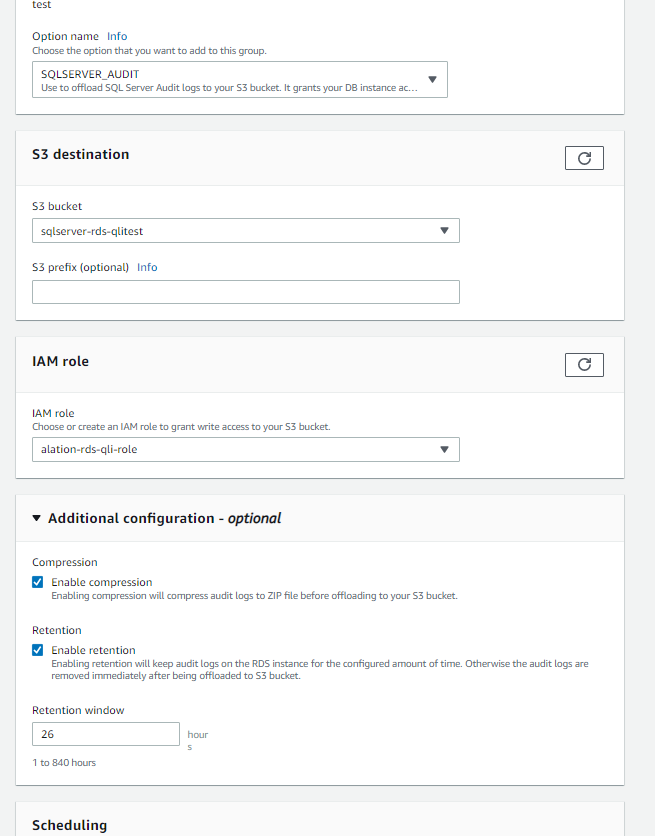 test
Option name Info
Choose the option that you want to add to this group.
SQLSERVER_AUDIT
Use to offload SQL Server Audit logs to your S3 bucket. It grants your DB instance ac...
S3 destination
S3 bucket
sqlserver-rds-qlitest
S3 prefix (optional) Info
IAM role
IAM role
Choose or create an IAM role to grant write access to your S3 bucket.
alation-rds-qli-role
Additional configuration - optional
Compression
Enable compression
Enabling compression will compress audit logs to ZIP file before offloading to your S3 bucket.
Retention
Enable retention
Enabling retention will keep audit logs on the RDS instance for the configured amount of time. Otherwise the audit logs are
removed immediately after being offloaded to S3 bucket.
Retention window
26 hour
s
1 to 840 hours
Scheduling